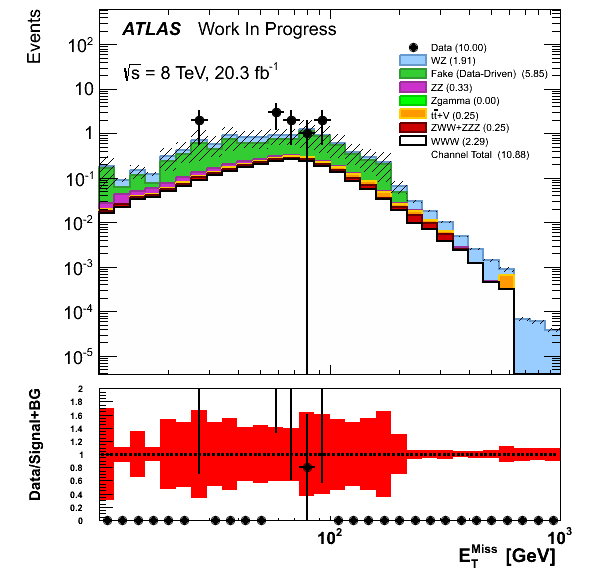 Events
ATLAS Work In Progress
√s = 8 TeV, 20.3 fb⁻¹
Data (10.00)
WZ (1.91)
Fake (Data-Driven) (5.85)
ZZ (0.33)
Zgamma (0.00)
tt̄+V (0.25)
ZWW+ZZZ (0.25)
WWW (2.29)
Channel Total (10.88)
10²
10
1
10⁻¹
10⁻²
10⁻³
10⁻⁴
10⁻⁵
Data/Signal+BG
2
1.8
1.6
1.4
1.2
1
0.8
0.6
0.4
0.2
0
10²
10³
E_T^Miss [GeV]